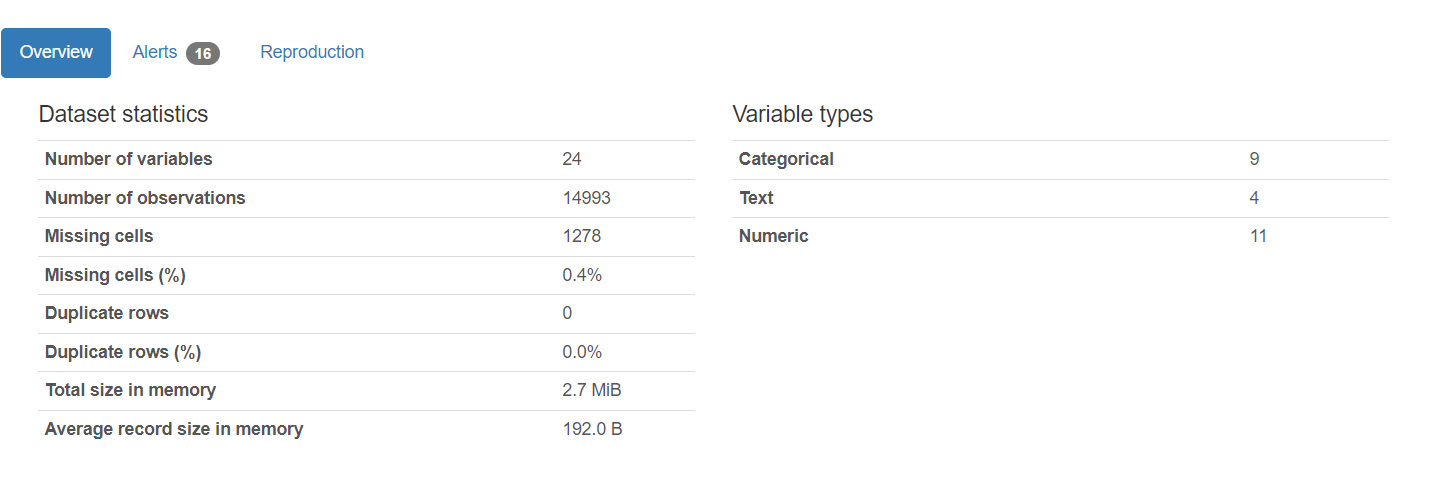 Overview Alerts 16 Reproduction
Dataset statistics
Number of variables 24
Number of observations 14993
Missing cells 1278
Missing cells (%) 0.4%
Duplicate rows 0
Duplicate rows (%) 0.0%
Total size in memory 2.7 MiB
Average record size in memory 192.0 B
Variable types
Categorical 9
Text 4
Numeric 11